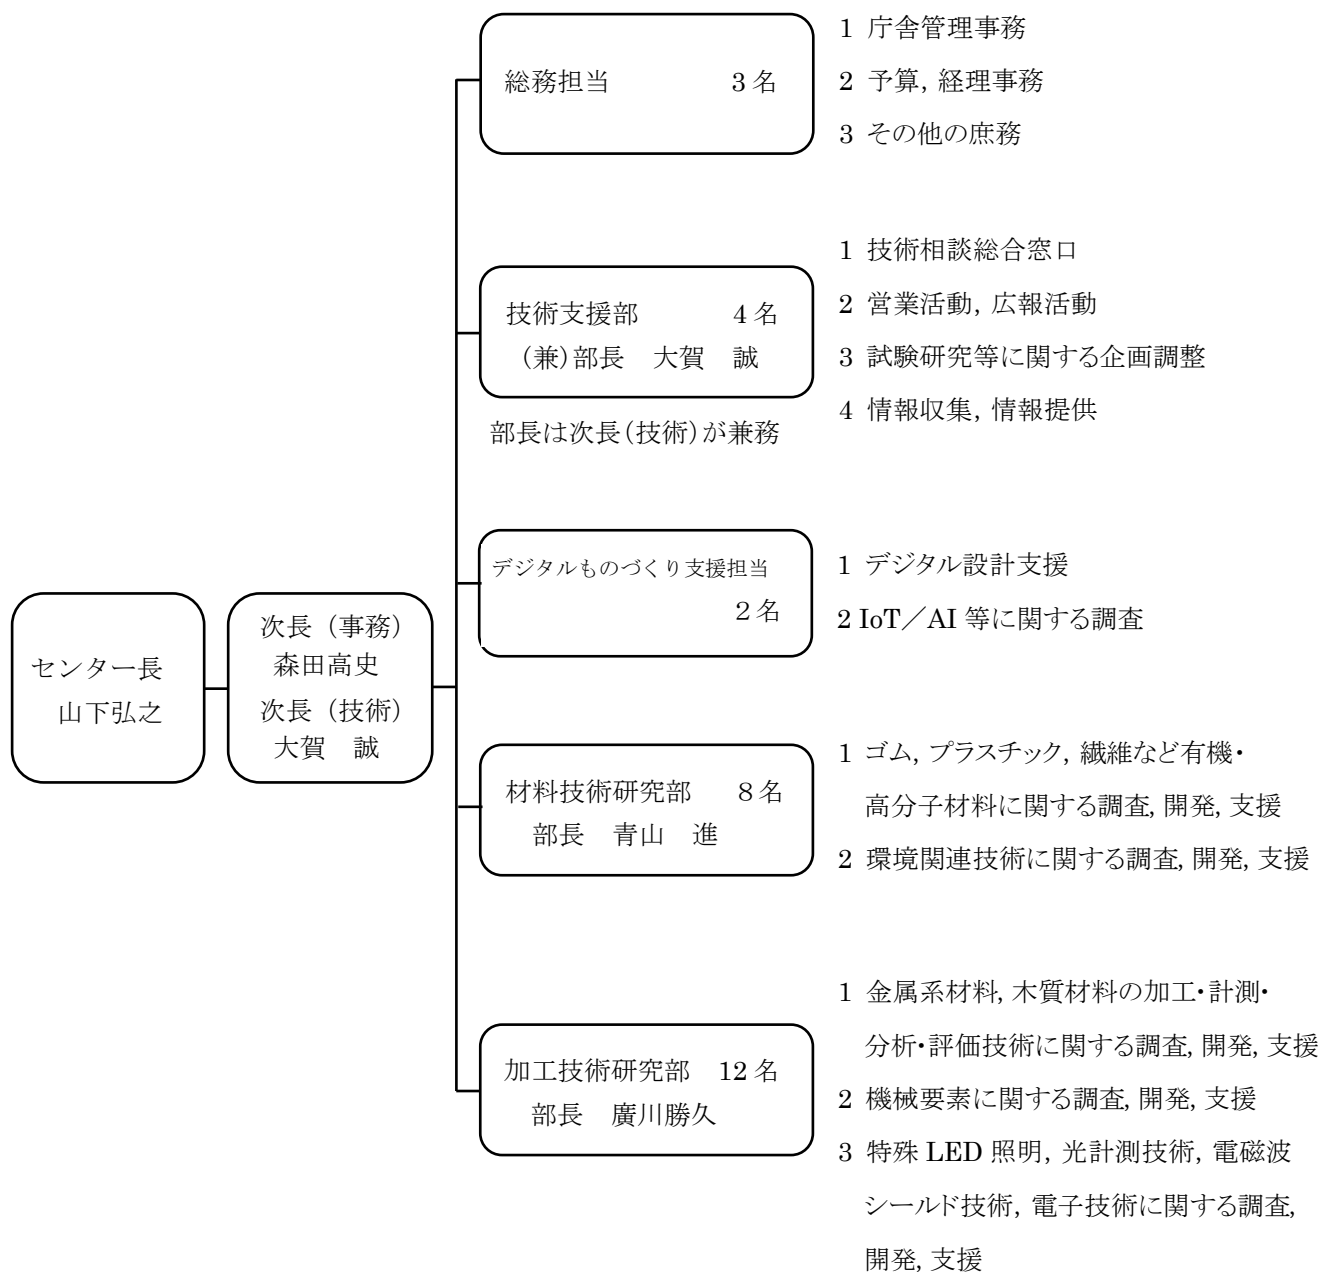 センター長
山下弘之
次長（事務）
森田高史
次長（技術）
大賀　誠
総務担当　3名
1 庁舎管理事務
2 予算, 経理事務
3 その他の庶務
技術支援部　4名
（兼）部長　大賀　誠
部長は次長（技術）が兼務
1 技術相談総合窓口
2 営業活動, 広報活動
3 試験研究等に関する企画調整
4 情報収集, 情報提供
デジタルものづくり支援担当
２名
1 デジタル設計支援
2 IoT／AI 等に関する調査
材料技術研究部　8名
部長　青山　進
1 ゴム, プラスチック, 繊維など有機・
高分子材料に関する調査, 開発, 支援
2 環境関連技術に関する調査, 開発, 支援
加工技術研究部　12名
部長　廣川勝久
1 金属系材料, 木質材料の加工・計測・
分析・評価技術に関する調査, 開発, 支援
2 機械要素に関する調査, 開発, 支援
3 特殊 LED 照明, 光計測技術, 電磁波
シールド技術, 電子技術に関する調査,
開発, 支援